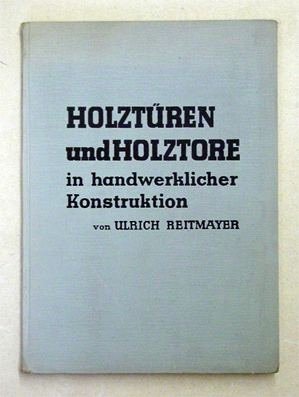 HOLZTÜREN
und HOLZTORE
in handwerklicher
Konstruktion
von ULRICH REITMAYER